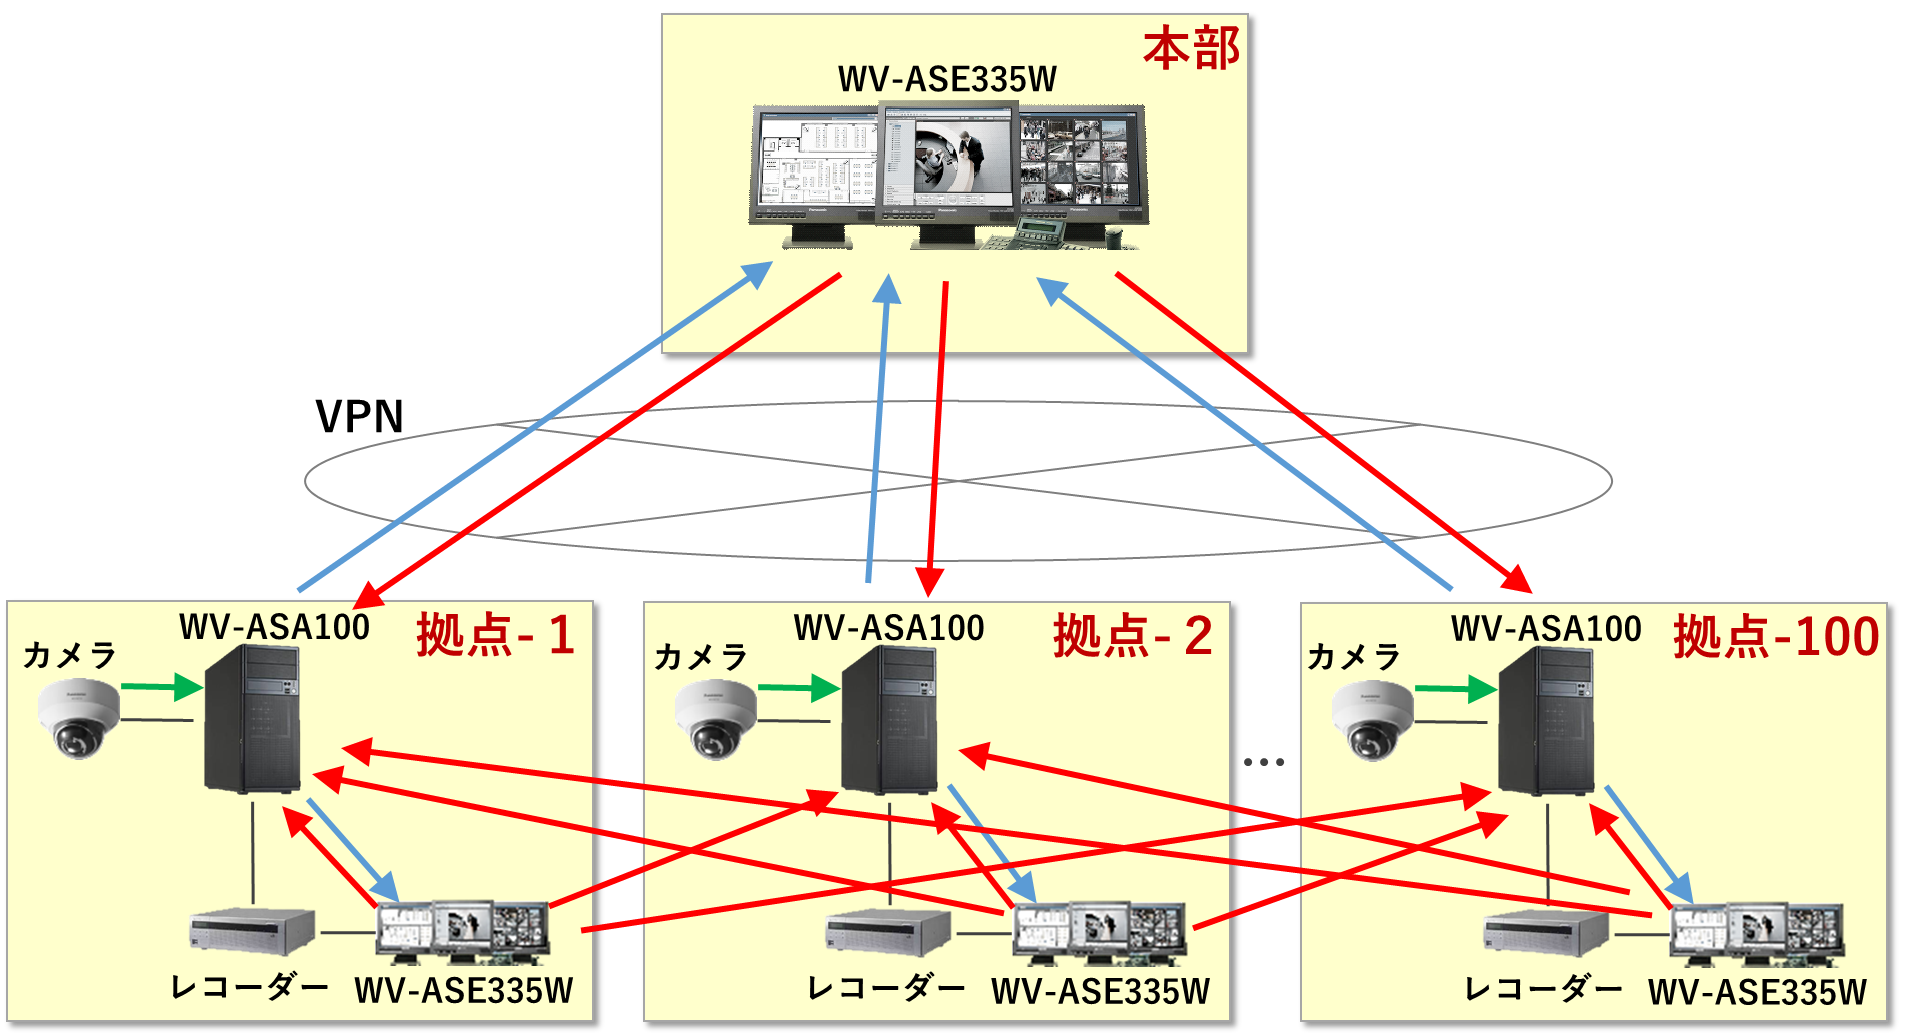 本部
WV-ASE335W
VPN
WV-ASA100
拠点- 1
カメラ
レコーダー
WV-ASE335W
WV-ASA100
拠点- 2
カメラ
レコーダー
WV-ASE335W
…
WV-ASA100
拠点-100
カメラ
レコーダー
WV-ASE335W